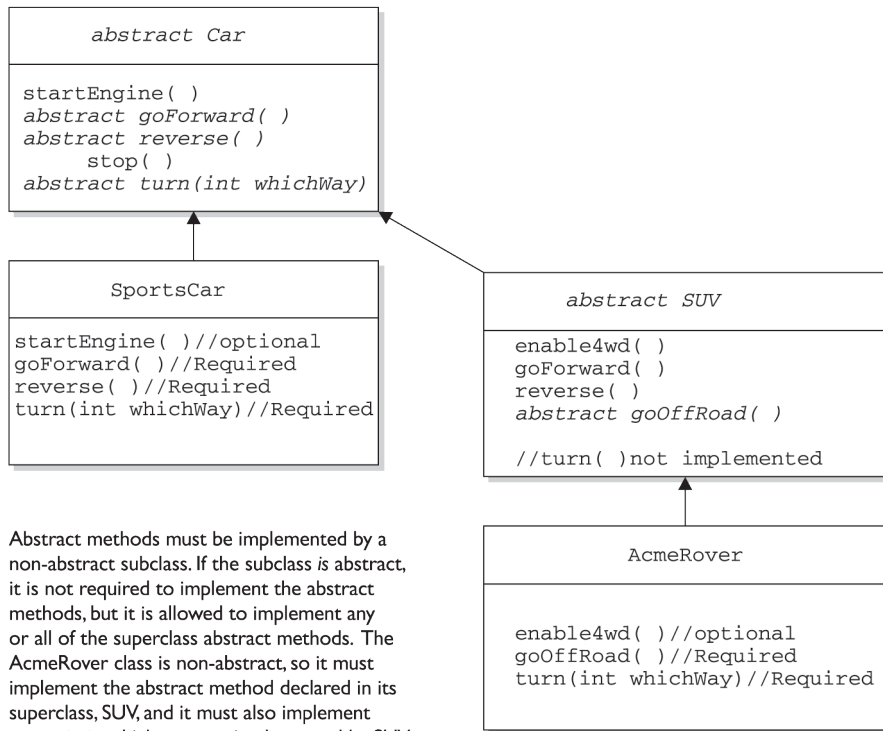 abstract Car
startEngine( )
abstract goForward( )
abstract reverse( )
stop( )
abstract turn(int whichWay)
SportsCar
startEngine( )//optional
goForward( )//Required
reverse( )//Required
turn(int whichWay)//Required
abstract SUV
enable4wd( )
goForward( )
reverse( )
abstract goOffRoad( )
//turn( )not implemented
AcmeRover
enable4wd( )//optional
goOffRoad( )//Required
turn(int whichWay)//Required
Abstract methods must be implemented by a
non-abstract subclass. If the subclass is abstract,
it is not required to implement the abstract
methods, but it is allowed to implement any
or all of the superclass abstract methods. The
AcmeRover class is non-abstract, so it must
implement the abstract method declared in its
superclass, SUV, and it must also implement